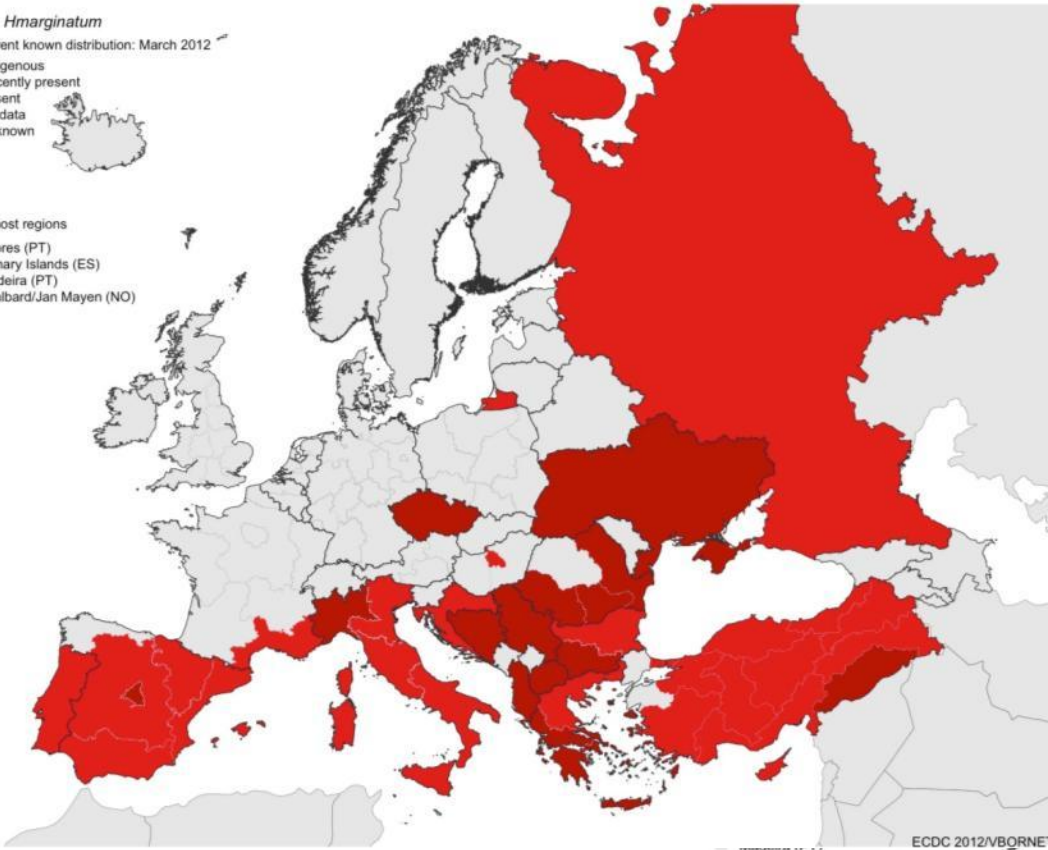 Hmarginatum
ent known distribution: March 2012
igenous
cently present
sent
data
known
ost regions
ores (PT)
nary Islands (ES)
deira (PT)
lbard/Jan Mayen (NO)
ECDC 2012/VBORNET